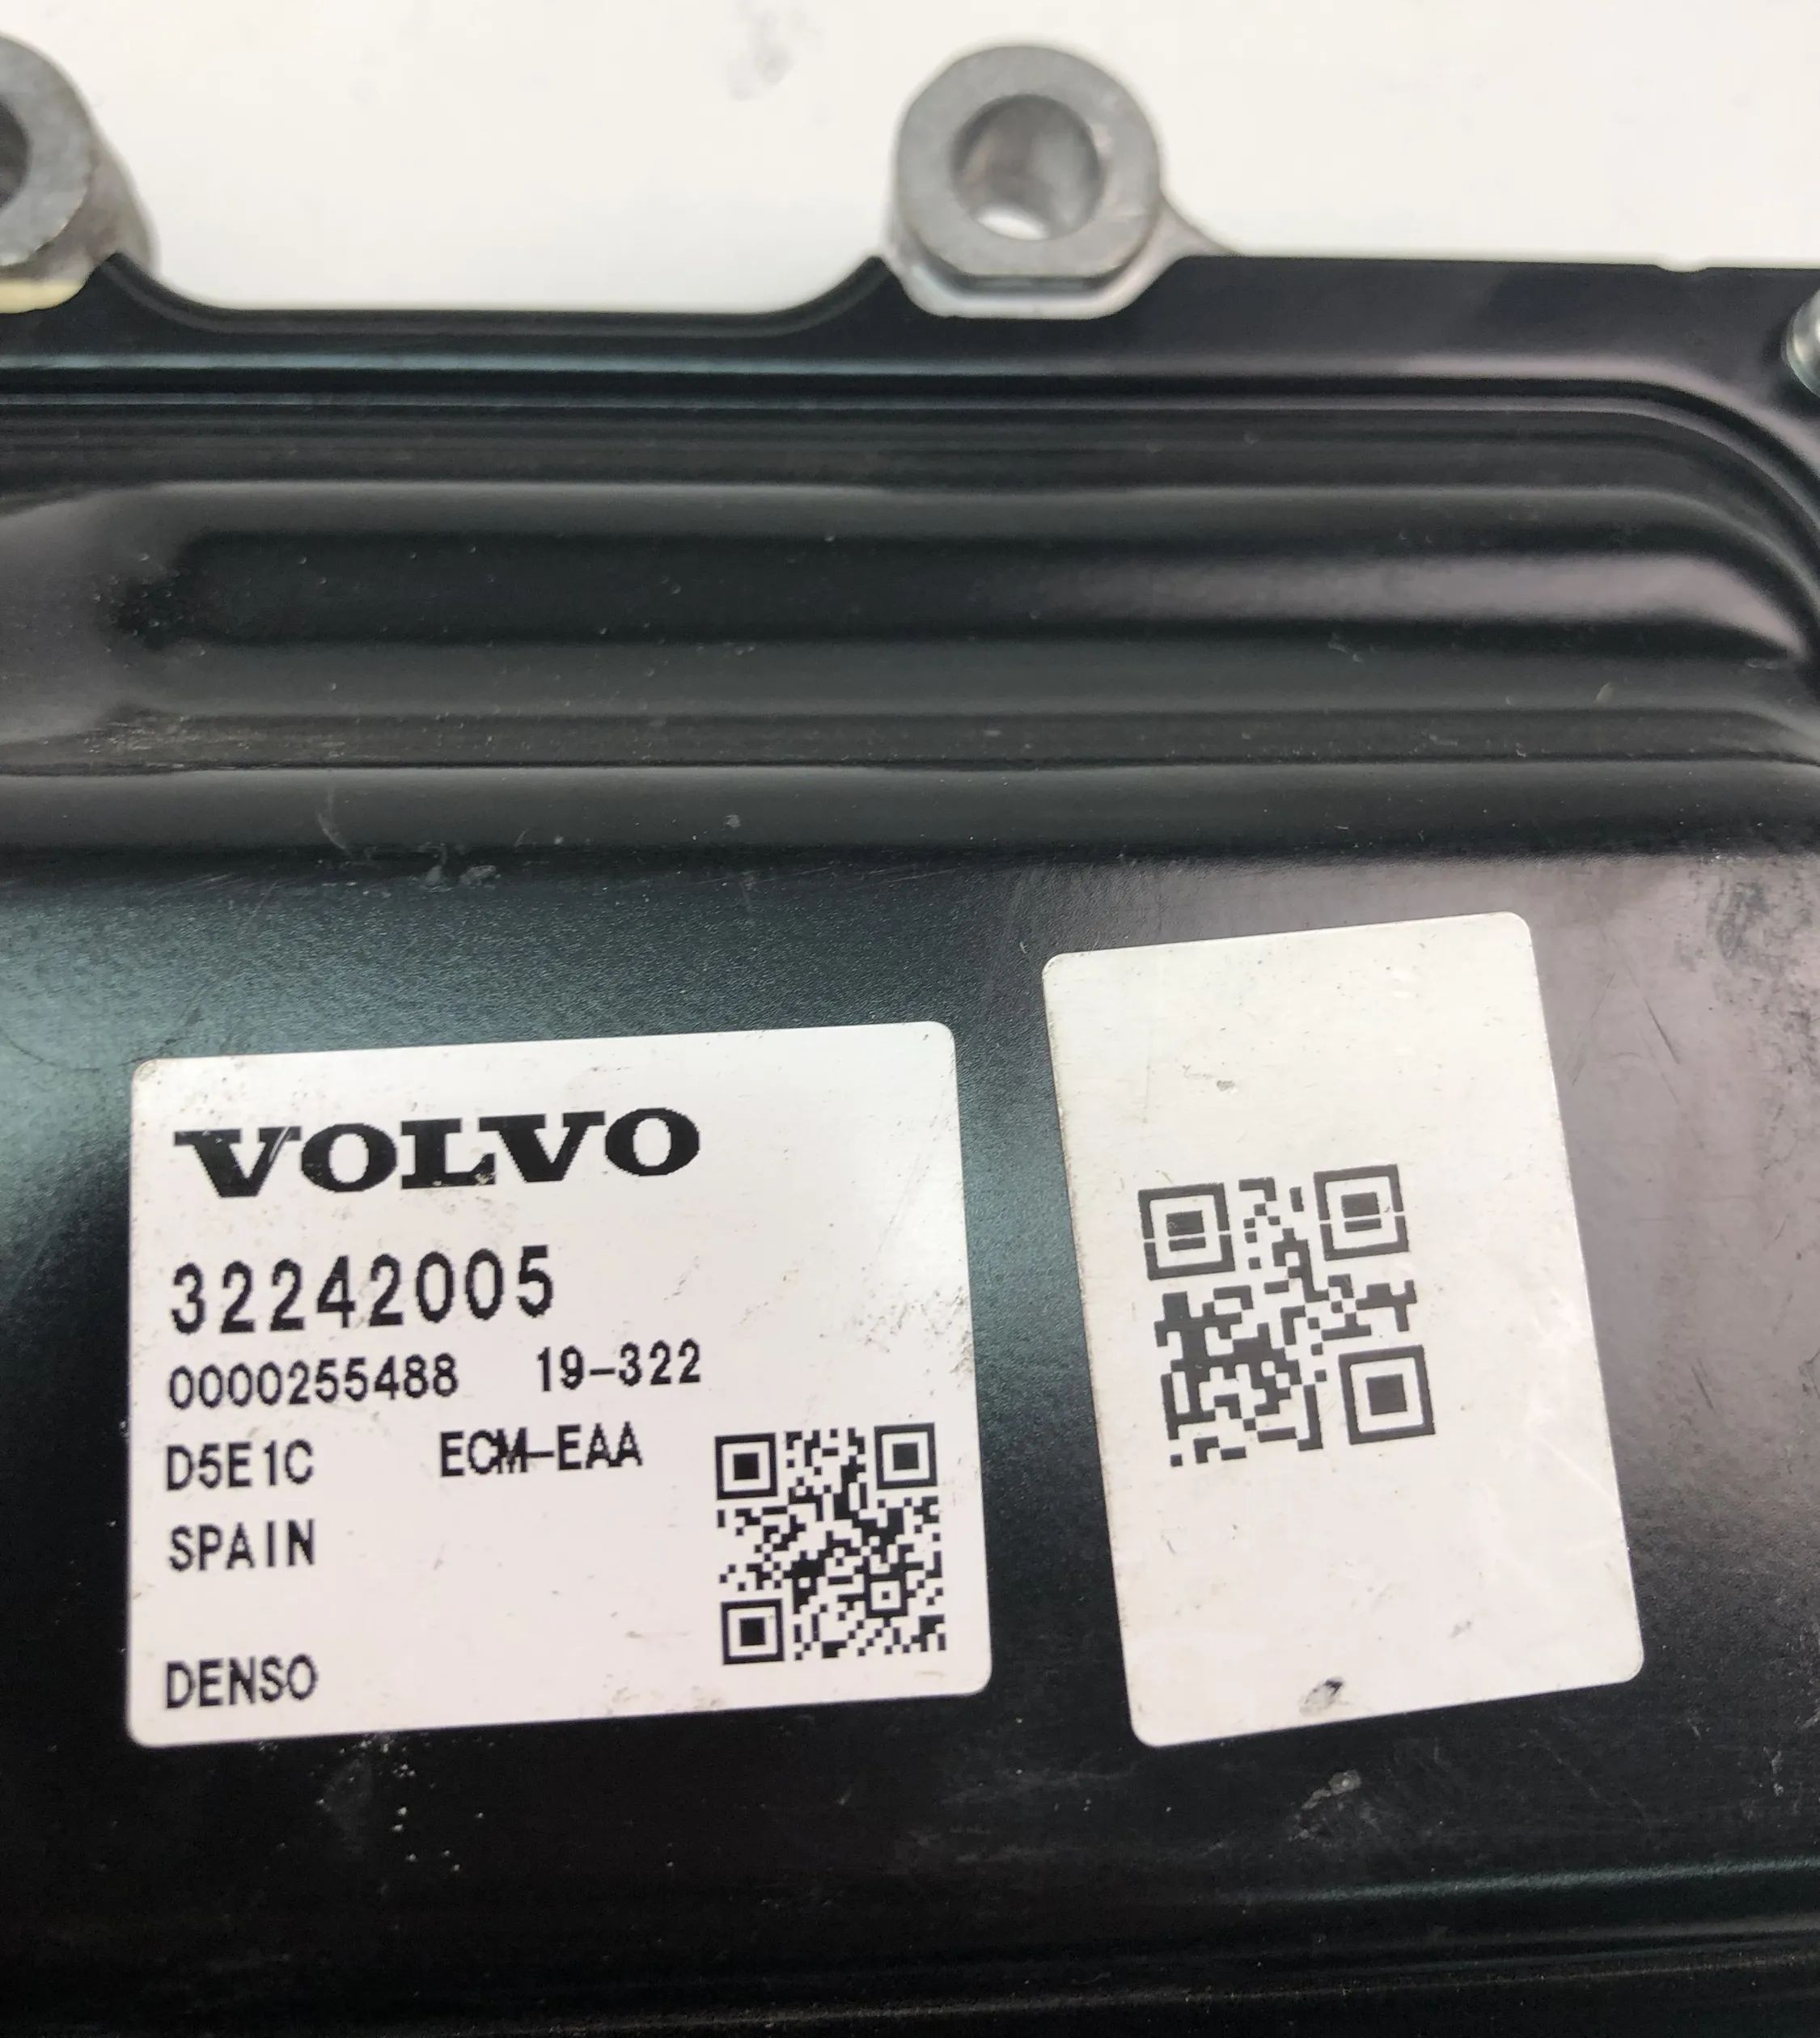 VOLVO
32242005
0000255488 19-322
D5E1C ECM-EAA
SPAIN
DENSO